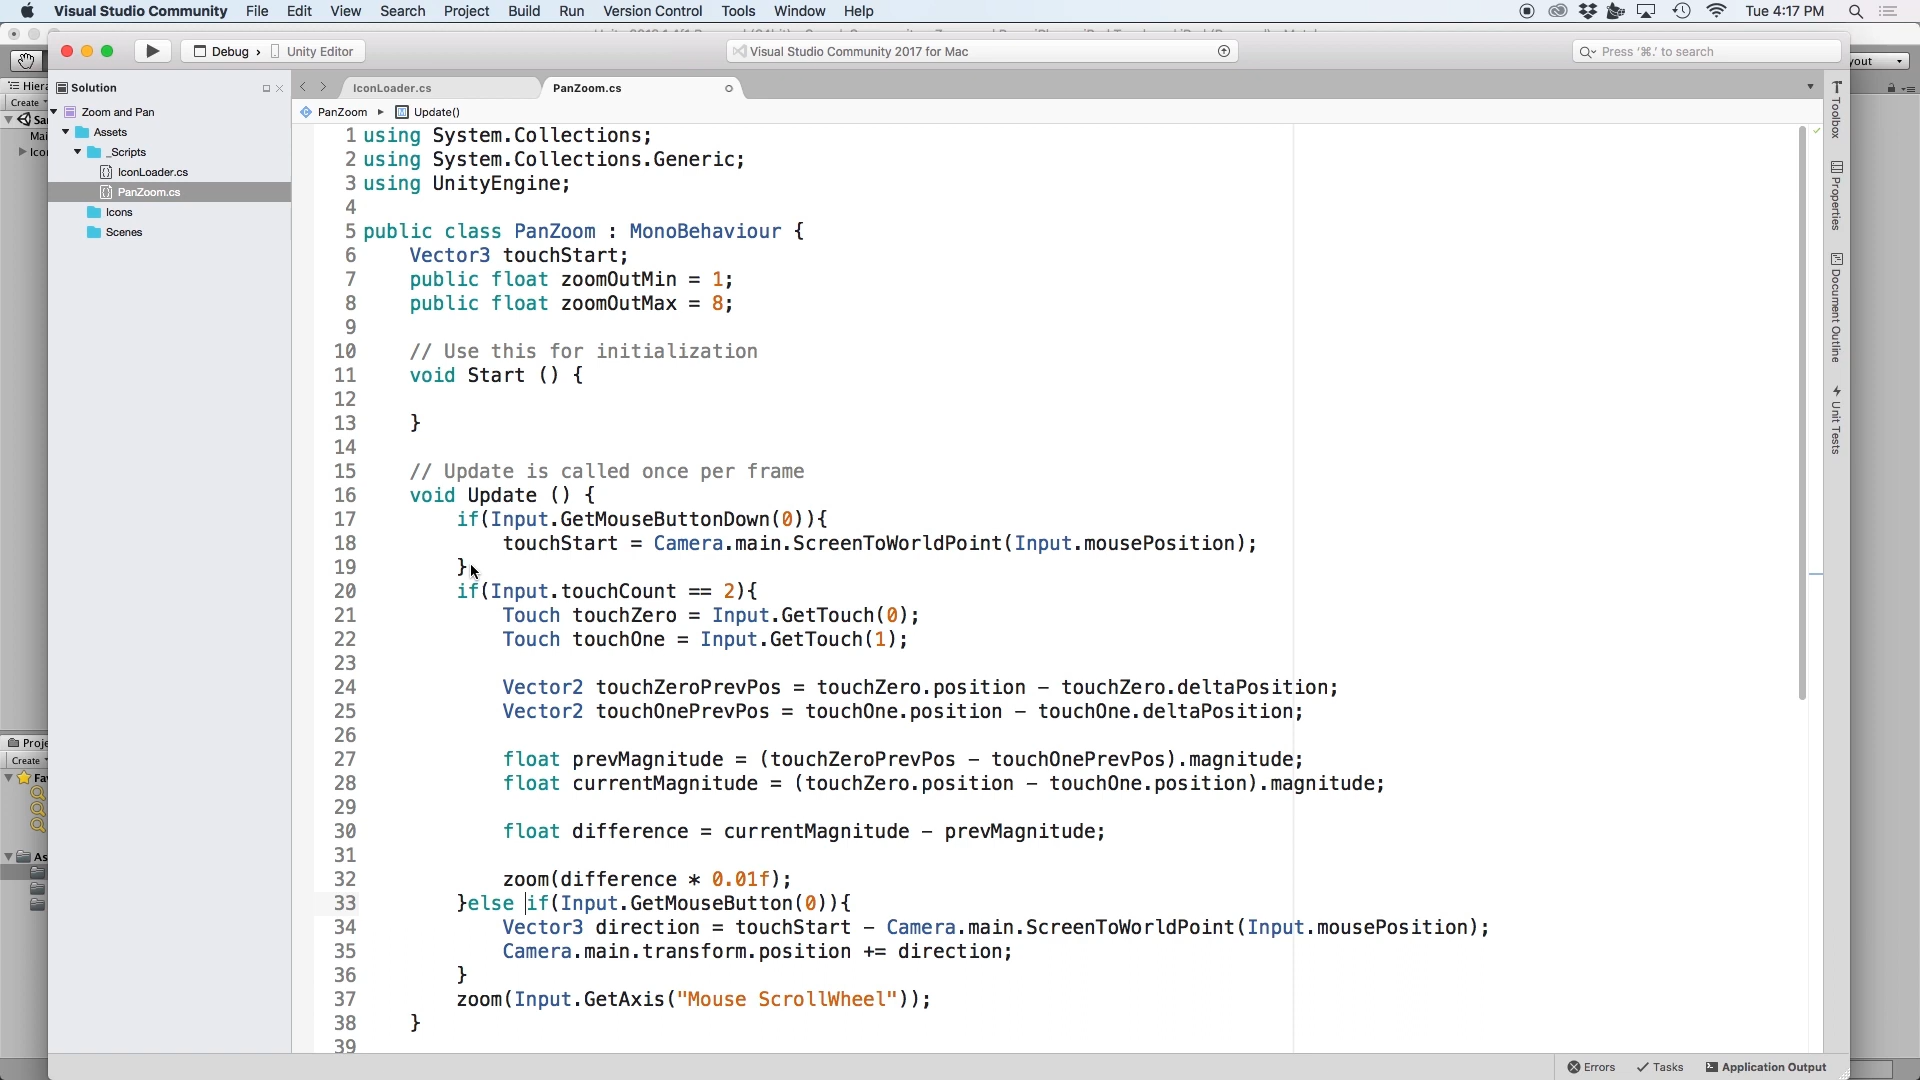 Visual Studio Community File Edit View Search Project Build Run Version Control Tools Window Help Tue 4:17 PM
Debug › Unity Editor
Visual Studio Community 2017 for Mac
Press '⌘.' to search
Solution
Zoom and Pan
Assets
_Scripts
IconLoader.cs
PanZoom.cs
Icons
Scenes
IconLoader.cs
PanZoom.cs
PanZoom ▸ Update()
1 using System.Collections;
2 using System.Collections.Generic;
3 using UnityEngine;
4
5 public class PanZoom : MonoBehaviour {
6 Vector3 touchStart;
7 public float zoomOutMin = 1;
8 public float zoomOutMax = 8;
9
10 // Use this for initialization
11 void Start () {
12
13 }
14
15 // Update is called once per frame
16 void Update () {
17 if(Input.GetMouseButtonDown(0)){
18 touchStart = Camera.main.ScreenToWorldPoint(Input.mousePosition);
19 }
20 if(Input.touchCount == 2){
21 Touch touchZero = Input.GetTouch(0);
22 Touch touchOne = Input.GetTouch(1);
23
24 Vector2 touchZeroPrevPos = touchZero.position - touchZero.deltaPosition;
25 Vector2 touchOnePrevPos = touchOne.position - touchOne.deltaPosition;
26
27 float prevMagnitude = (touchZeroPrevPos - touchOnePrevPos).magnitude;
28 float currentMagnitude = (touchZero.position - touchOne.position).magnitude;
29
30 float difference = currentMagnitude - prevMagnitude;
31
32 zoom(difference * 0.01f);
33 }else if(Input.GetMouseButton(0)){
34 Vector3 direction = touchStart - Camera.main.ScreenToWorldPoint(Input.mousePosition);
35 Camera.main.transform.position += direction;
36 }
37 zoom(Input.GetAxis("Mouse ScrollWheel"));
38 }
39
Toolbox
Properties
Document Outline
Unit Tests
Errors Tasks Application Output
Hiera
Create
Sa
Mai
Ico
Proje
Create
Fav
As
yout